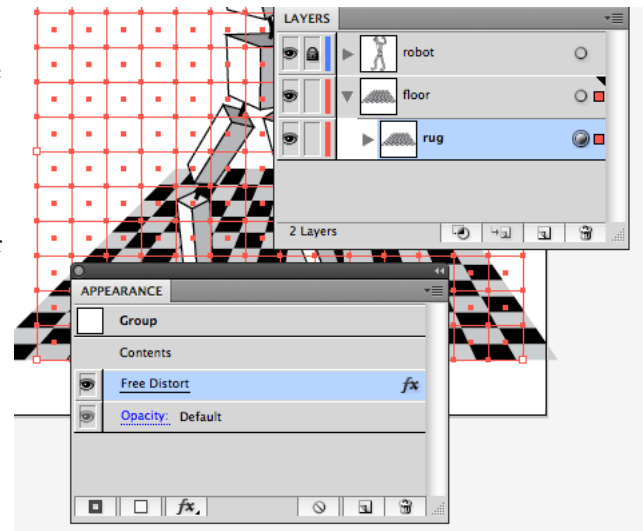 LAYERS
robot
floor
rug
2 Layers
APPEARANCE
Group
Contents
Free Distort fx
Opacity: Default
fx